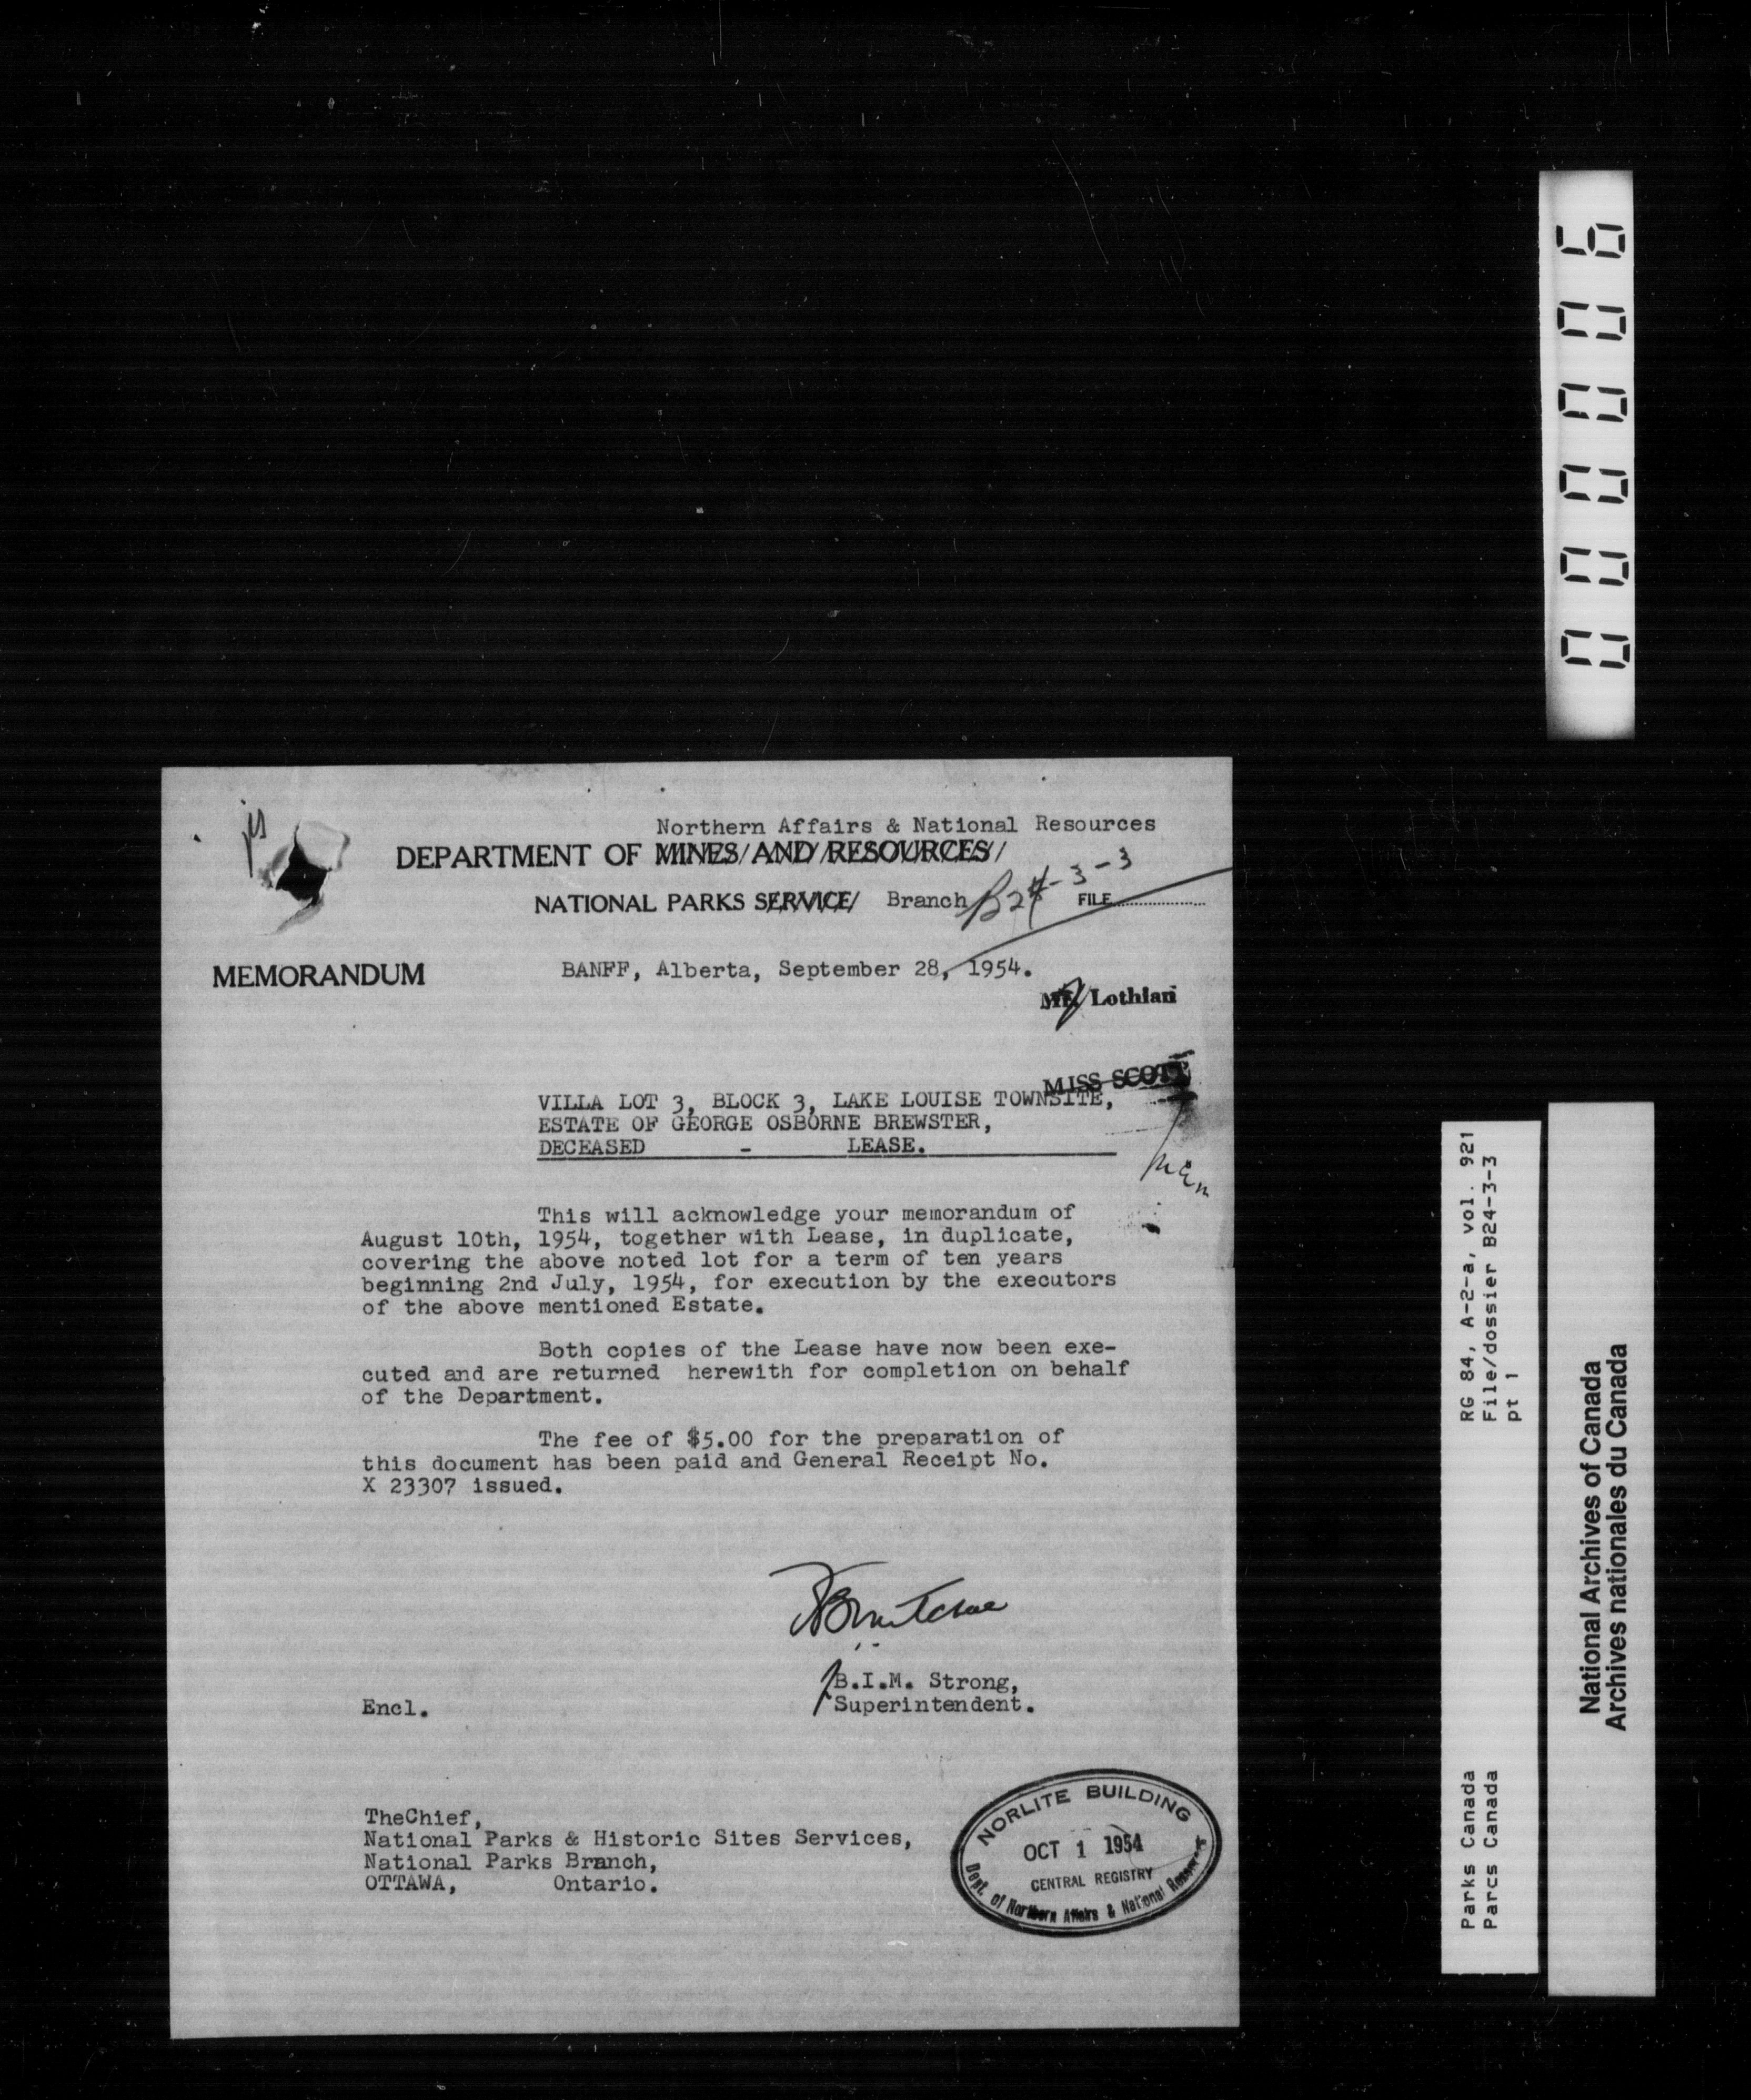 000006
jis
Northern Affairs & National Resources
DEPARTMENT OF MINES/AND/RESOURCES/
NATIONAL PARKS SERVICE/ Branch B24-3-3 FILE
MEMORANDUM
BANFF, Alberta, September 28, 1954.
Mr. Lothian
MISS SCOTT
VILLA LOT 3, BLOCK 3, LAKE LOUISE TOWNSITE,
ESTATE OF GEORGE OSBORNE BREWSTER,
DECEASED - LEASE.
This will acknowledge your memorandum of
August 10th, 1954, together with Lease, in duplicate,
covering the above noted lot for a term of ten years
beginning 2nd July, 1954, for execution by the executors
of the above mentioned Estate.
Both copies of the Lease have now been exe-
cuted and are returned herewith for completion on behalf
of the Department.
The fee of $5.00 for the preparation of
this document has been paid and General Receipt No.
X 23307 issued.
B.I.M. Strong,
Superintendent.
Encl.
TheChief,
National Parks & Historic Sites Services,
National Parks Branch,
OTTAWA, Ontario.
NORLITE BUILDING
OCT 1 1954
CENTRAL REGISTRY
Dept. of Northern Affairs & National Resources
Parks Canada RG 84, A-2-a, vol. 921
Parcs Canada File/dossier B24-3-3
pt 1
National Archives of Canada
Archives nationales du Canada